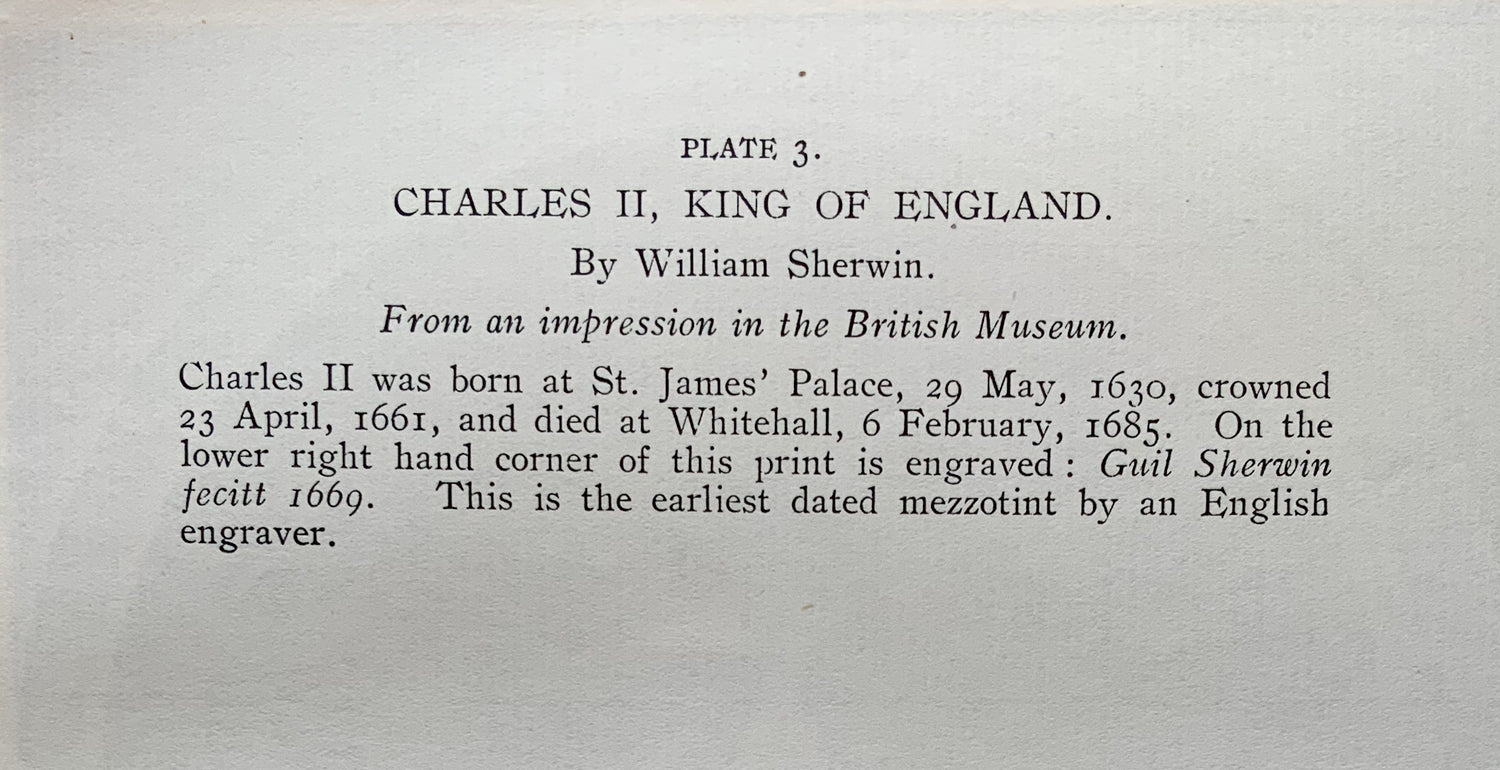 PLATE 3.
CHARLES II, KING OF ENGLAND.
By William Sherwin.
From an impression in the British Museum.
Charles II was born at St. James’ Palace, 29 May, 1630, crowned
23 April, 1661, and died at Whitehall, 6 February, 1685. On the
lower right hand corner of this print is engraved : Guil Sherwin
fecitt 1669. This is the earliest dated mezzotint by an English
engraver.